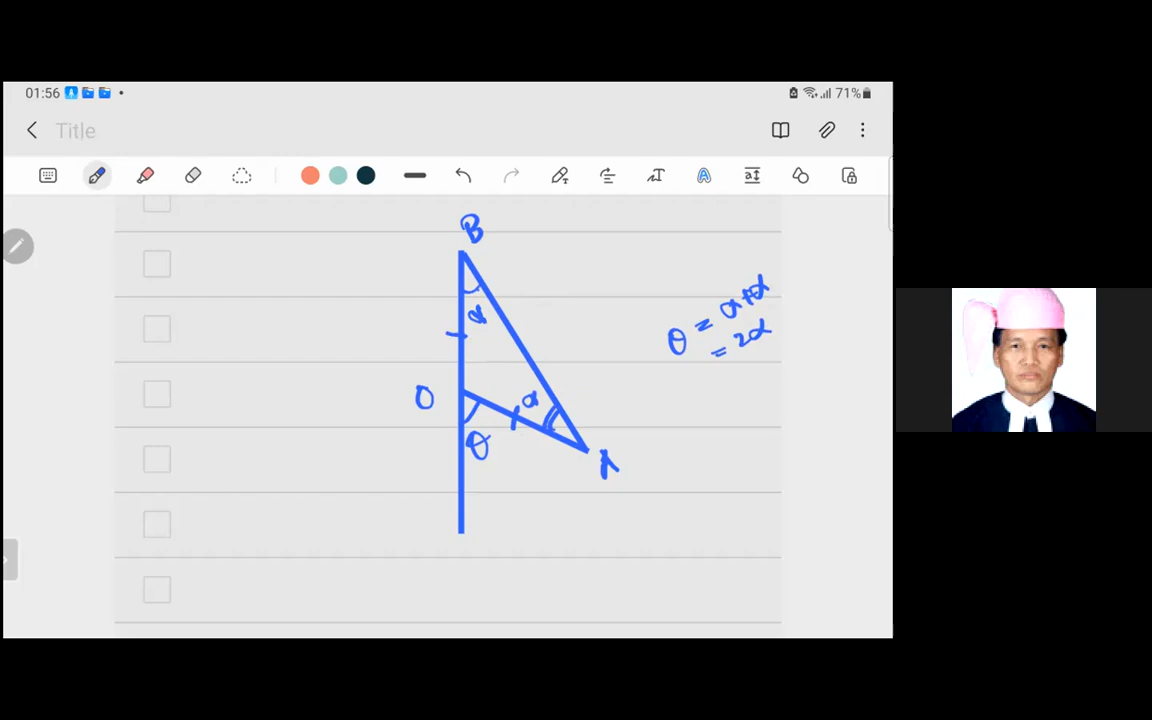 01:56 71%
Title
B
α
O
α
θ
A
θ = α+α
= 2α